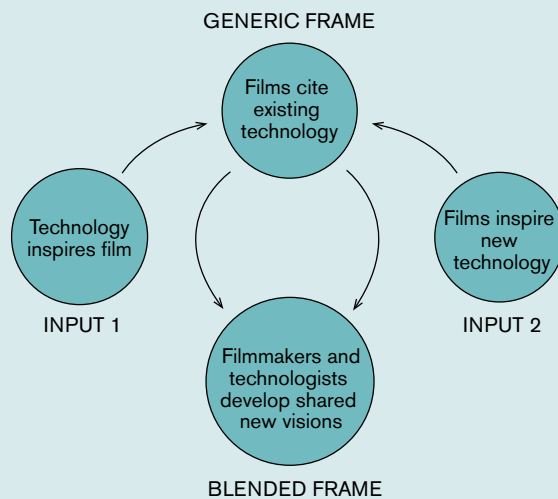 GENERIC FRAME
Films cite
existing
technology
Technology
inspires film
INPUT 1
Films inspire
new
technology
INPUT 2
Filmmakers and
technologists
develop shared
new visions
BLENDED FRAME